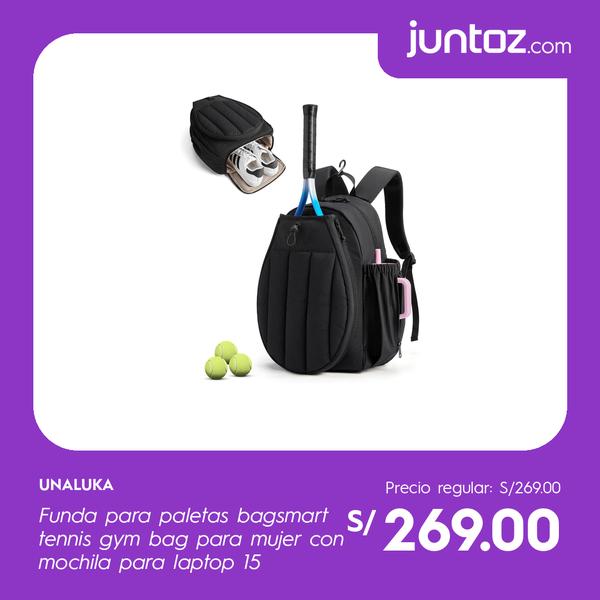 juntoz.com
UNALUKA
Funda para paletas bagsmart
tennis gym bag para mujer con
mochila para laptop 15
Precio regular: S/269.00
S/ 269.00